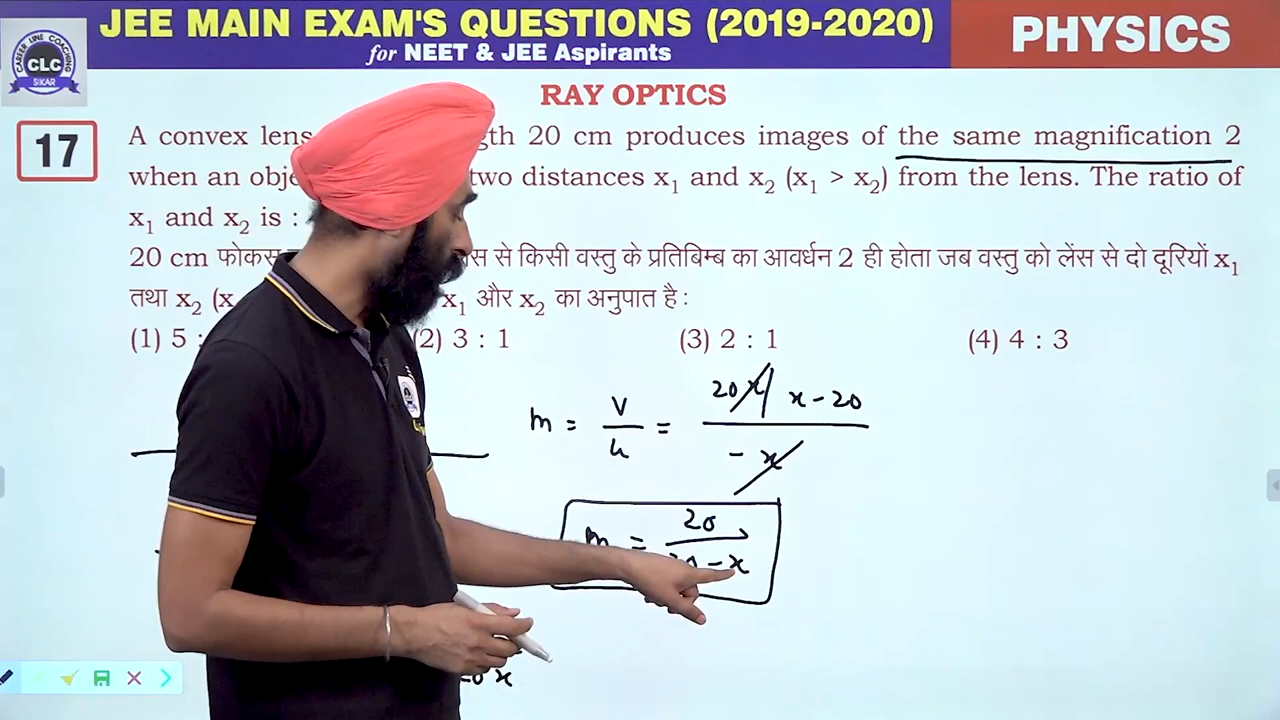 JEE MAIN EXAM'S QUESTIONS (2019-2020)
for NEET & JEE Aspirants
PHYSICS
CAREER LINE COACHING
CLC
SIKAR
RAY OPTICS
17
A convex lens gth 20 cm produces images of the same magnification 2
when an obje two distances x₁ and x₂ (x₁ > x₂) from the lens. The ratio of
x₁ and x₂ is :
20 cm फोकस स से किसी वस्तु के प्रतिबिम्ब का आवर्धन 2 ही होता जब वस्तु को लेंस से दो दूरियों x₁
तथा x₂ (x x₁ और x₂ का अनुपात है :
(1) 5 : (2) 3 : 1 (3) 2 : 1 (4) 4 : 3
m = v/u = 20x / x - 20
- x
m = 20
- x
x